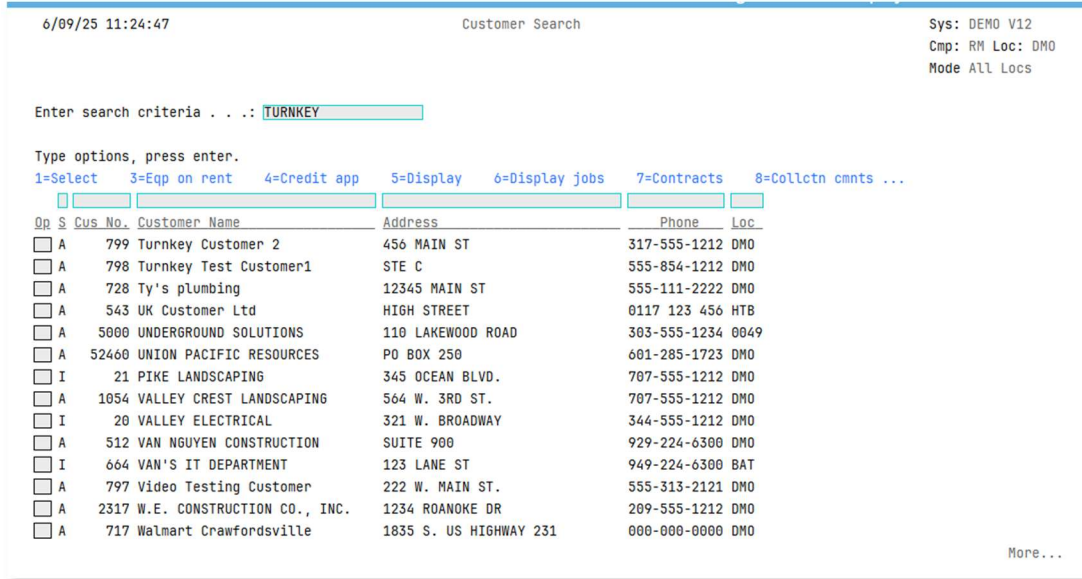 6/09/25 11:24:47 Customer Search Sys: DEMO V12
Cmp: RM Loc: DMO
Mode All Locs
Enter search criteria . . .: TURNKEY
Type options, press enter.
1=Select 3=Eqp on rent 4=Credit app 5=Display 6=Display jobs 7=Contracts 8=Collctn cmnts ...
Op S Cus No. Customer Name Address Phone Loc
A 799 Turnkey Customer 2 456 MAIN ST 317-555-1212 DMO
A 798 Turnkey Test Customer1 STE C 555-854-1212 DMO
A 728 Ty's plumbing 12345 MAIN ST 555-111-2222 DMO
A 543 UK Customer Ltd HIGH STREET 0117 123 456 HTB
A 5000 UNDERGROUND SOLUTIONS 110 LAKEWOOD ROAD 303-555-1234 0049
A 52460 UNION PACIFIC RESOURCES PO BOX 250 601-285-1723 DMO
I 21 PIKE LANDSCAPING 345 OCEAN BLVD. 707-555-1212 DMO
A 1054 VALLEY CREST LANDSCAPING 564 W. 3RD ST. 707-555-1212 DMO
I 20 VALLEY ELECTRICAL 321 W. BROADWAY 344-555-1212 DMO
A 512 VAN NGUYEN CONSTRUCTION SUITE 900 929-224-6300 DMO
I 664 VAN'S IT DEPARTMENT 123 LANE ST 949-224-6300 BAT
A 797 Video Testing Customer 222 W. MAIN ST. 555-313-2121 DMO
A 2317 W.E. CONSTRUCTION CO., INC. 1234 ROANOKE DR 209-555-1212 DMO
A 717 Walmart Crawfordsville 1835 S. US HIGHWAY 231 000-000-0000 DMO
More...